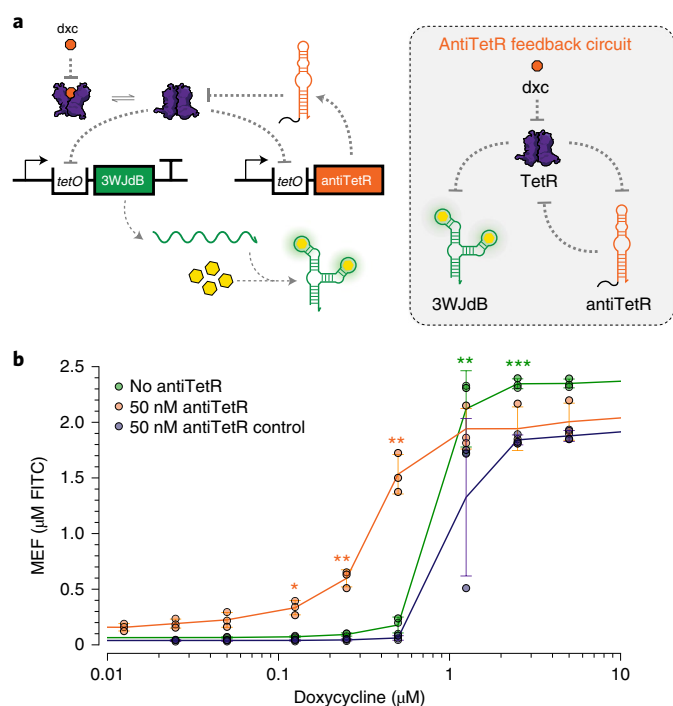 a
dxc
tetO
3WJdB
tetO
antiTetR
AntiTetR feedback circuit
dxc
TetR
3WJdB
antiTetR
b
No antiTetR
50 nM antiTetR
50 nM antiTetR control
MEF (μM FITC)
2.5
2.0
1.5
1.0
0.5
0
*
**
**
**
***
0.01
0.1
1
10
Doxycycline (μM)